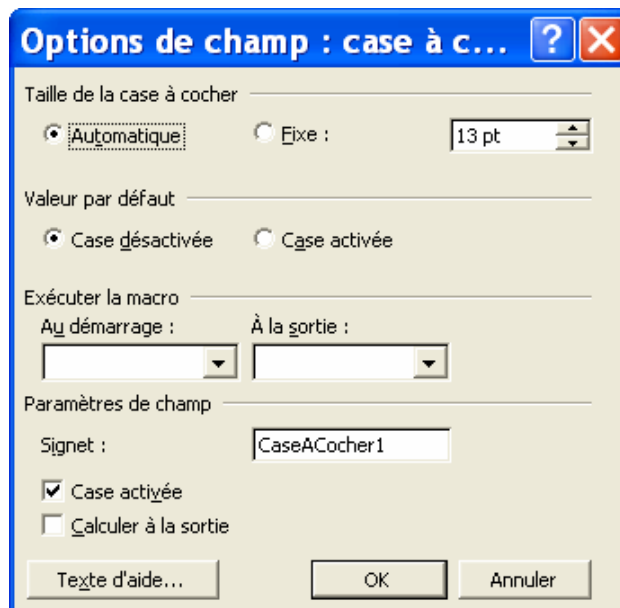 Options de champ : case à c... ?
Taille de la case à cocher
Automatique Fixe : 13 pt
Valeur par défaut
Case désactivée Case activée
Exécuter la macro
Au démarrage : À la sortie :
Paramètres de champ
Signet : CaseACocher1
Case activée
Calculer à la sortie
Texte d'aide... OK Annuler